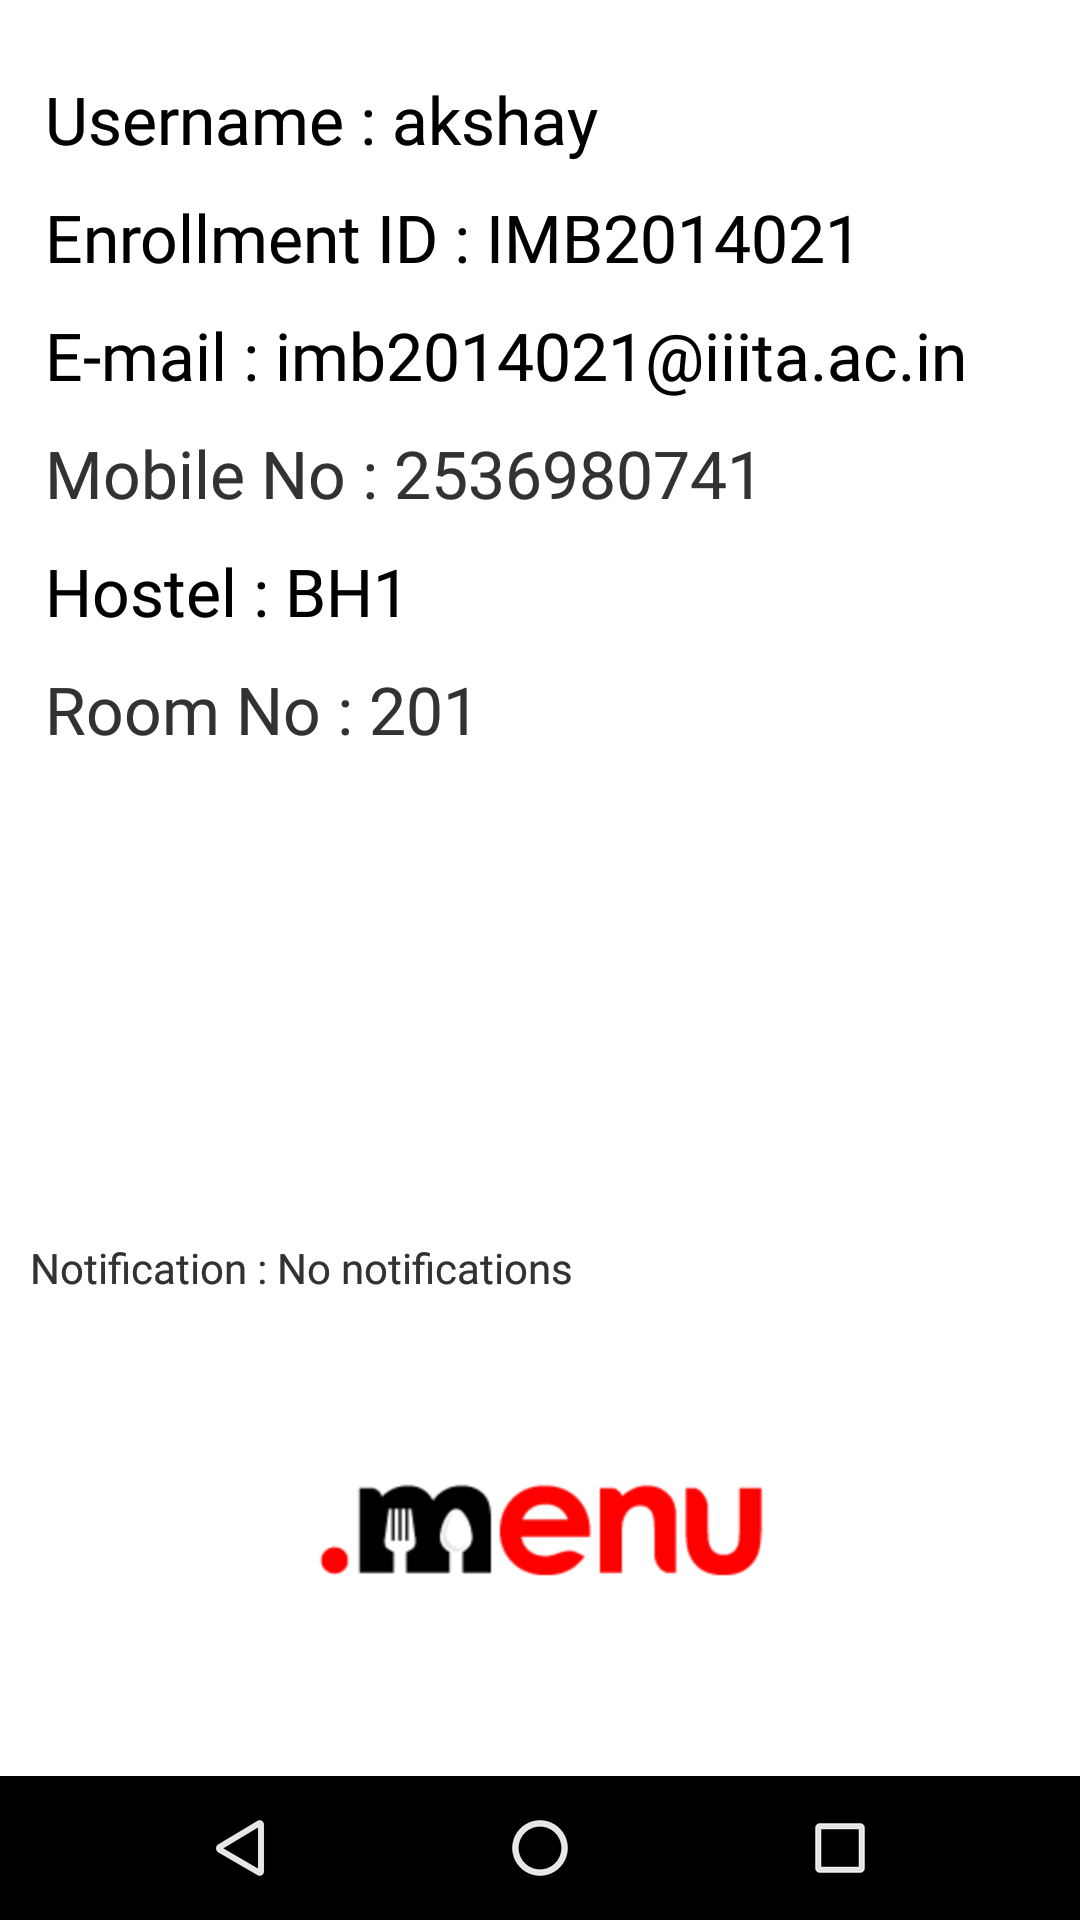 Username : akshay
Enrollment ID : IMB2014021
E-mail : imb2014021@iiita.ac.in
Mobile No : 2536980741
Hostel : BH1
Room No : 201
Notification : No notifications
.menu